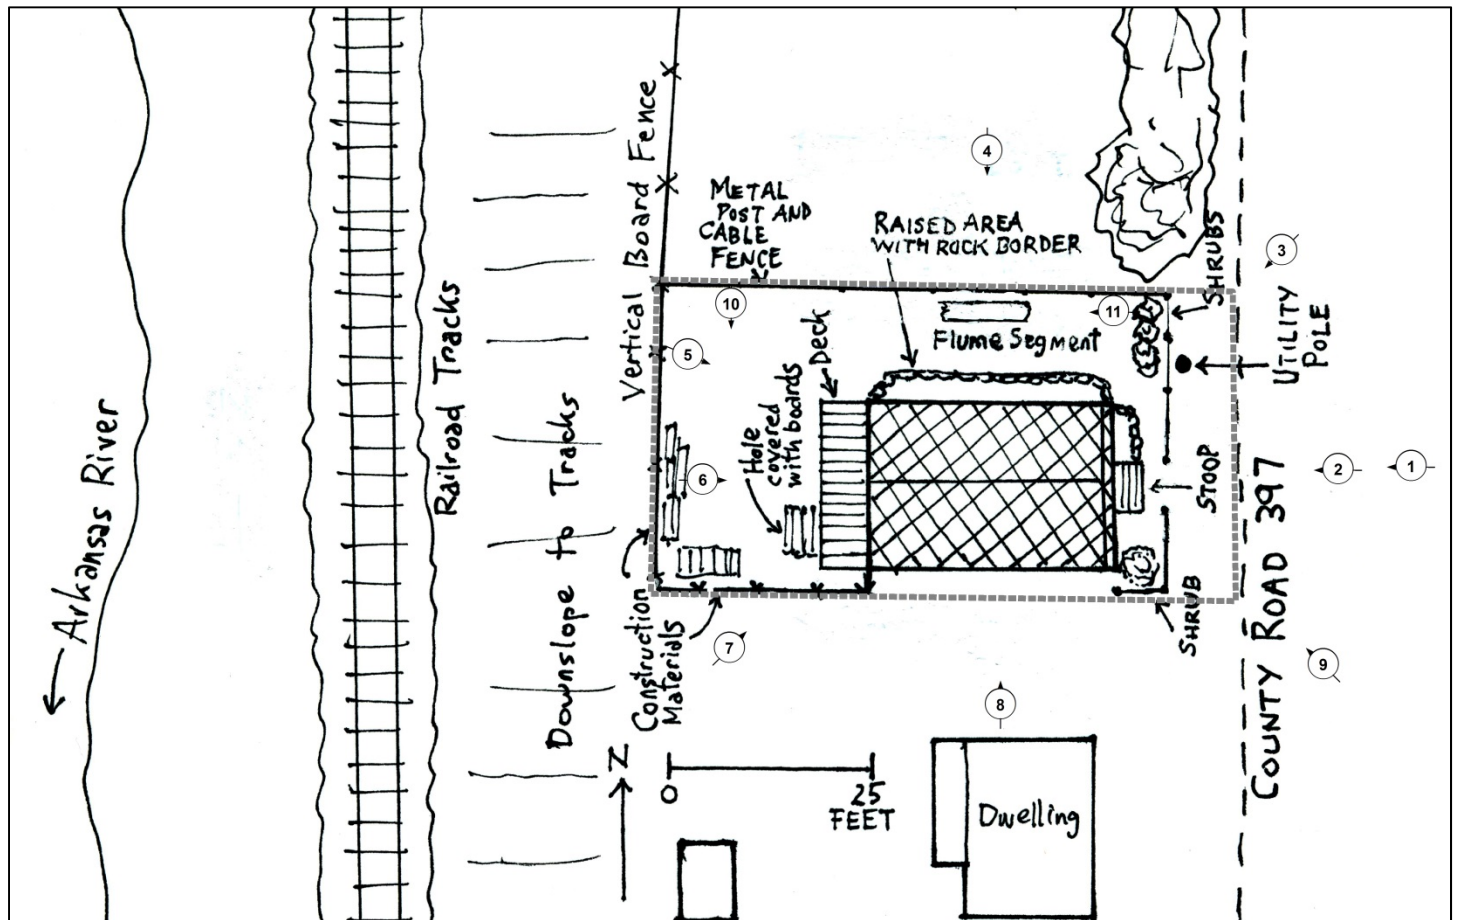 Arkansas River
Railroad Tracks
Downslope to Tracks
Vertical Board Fence
METAL
POST AND
CABLE
FENCE
RAISED AREA
WITH ROCK BORDER
4
3
SHRUBS
UTILITY
POLE
10
11
Flume Segment
5
Deck
Hole
covered
with boards
6
STOOP
2
1
COUNTY ROAD 397
Construction
Materials
7
SHRUB
9
8
N
0
25
FEET
Dwelling